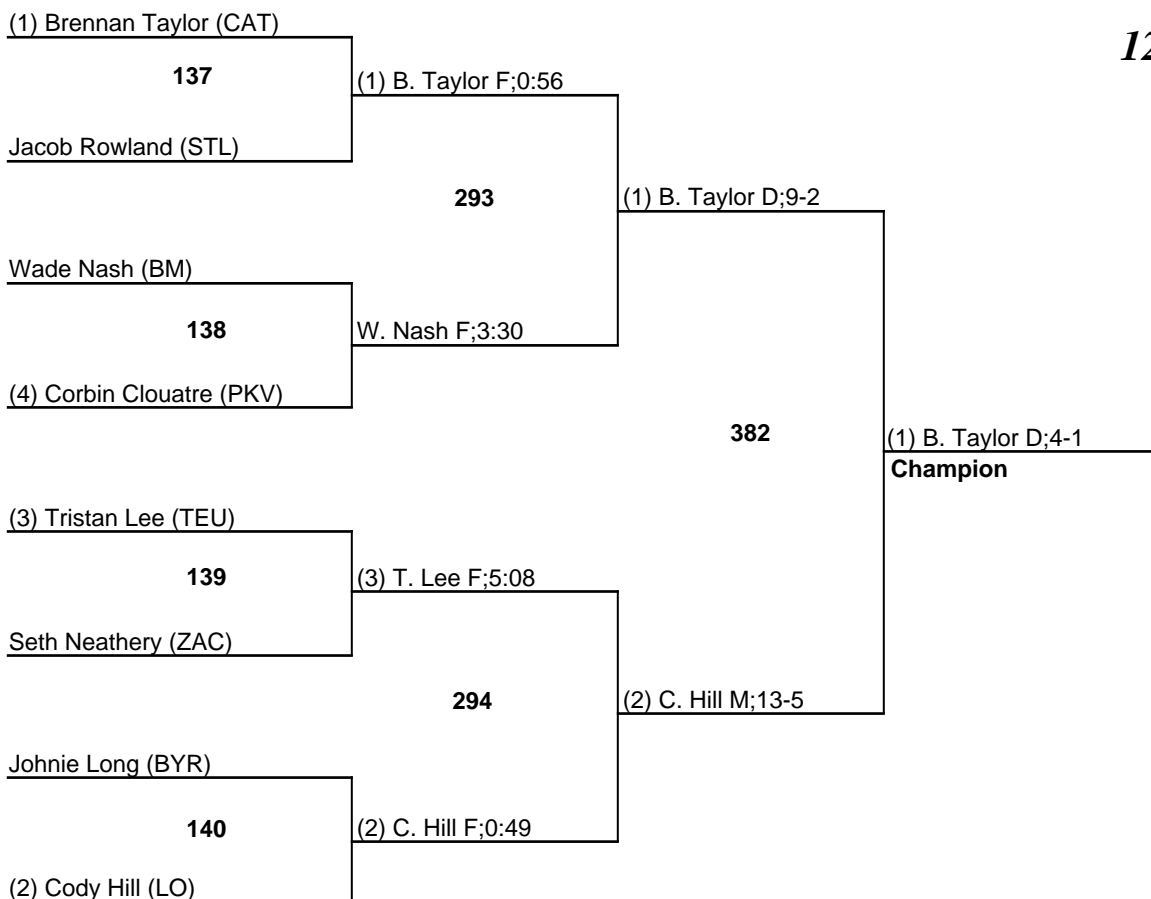 (1) Brennan Taylor (CAT)
12
137
(1) B. Taylor F;0:56
Jacob Rowland (STL)
293
(1) B. Taylor D;9-2
Wade Nash (BM)
138
W. Nash F;3:30
(4) Corbin Clouatre (PKV)
382
(1) B. Taylor D;4-1
Champion
(3) Tristan Lee (TEU)
139
(3) T. Lee F;5:08
Seth Neathery (ZAC)
294
(2) C. Hill M;13-5
Johnie Long (BYR)
140
(2) C. Hill F;0:49
(2) Cody Hill (LO)